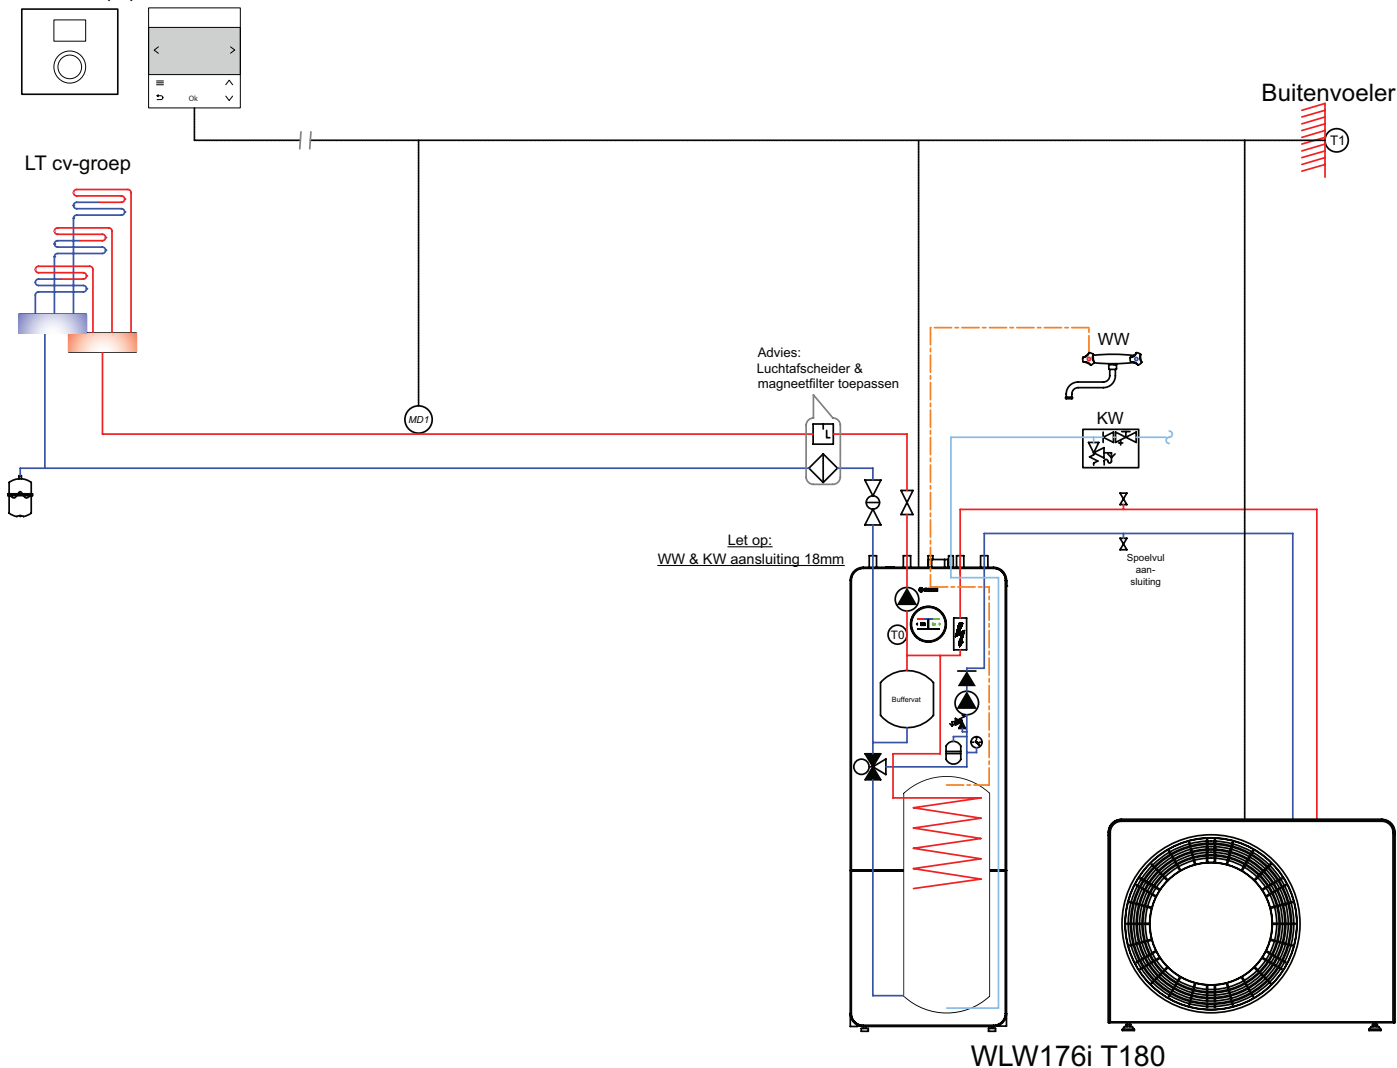 Ok
Buitenvoeler
T1
LT cv-groep
Advies:
Luchtafscheider &
magneetfilter toepassen
WW
MD1
KW
Let op:
WW & KW aansluiting 18mm
Spoelvul
aan-
sluiting
T0
Buffervat
WLW176i T180